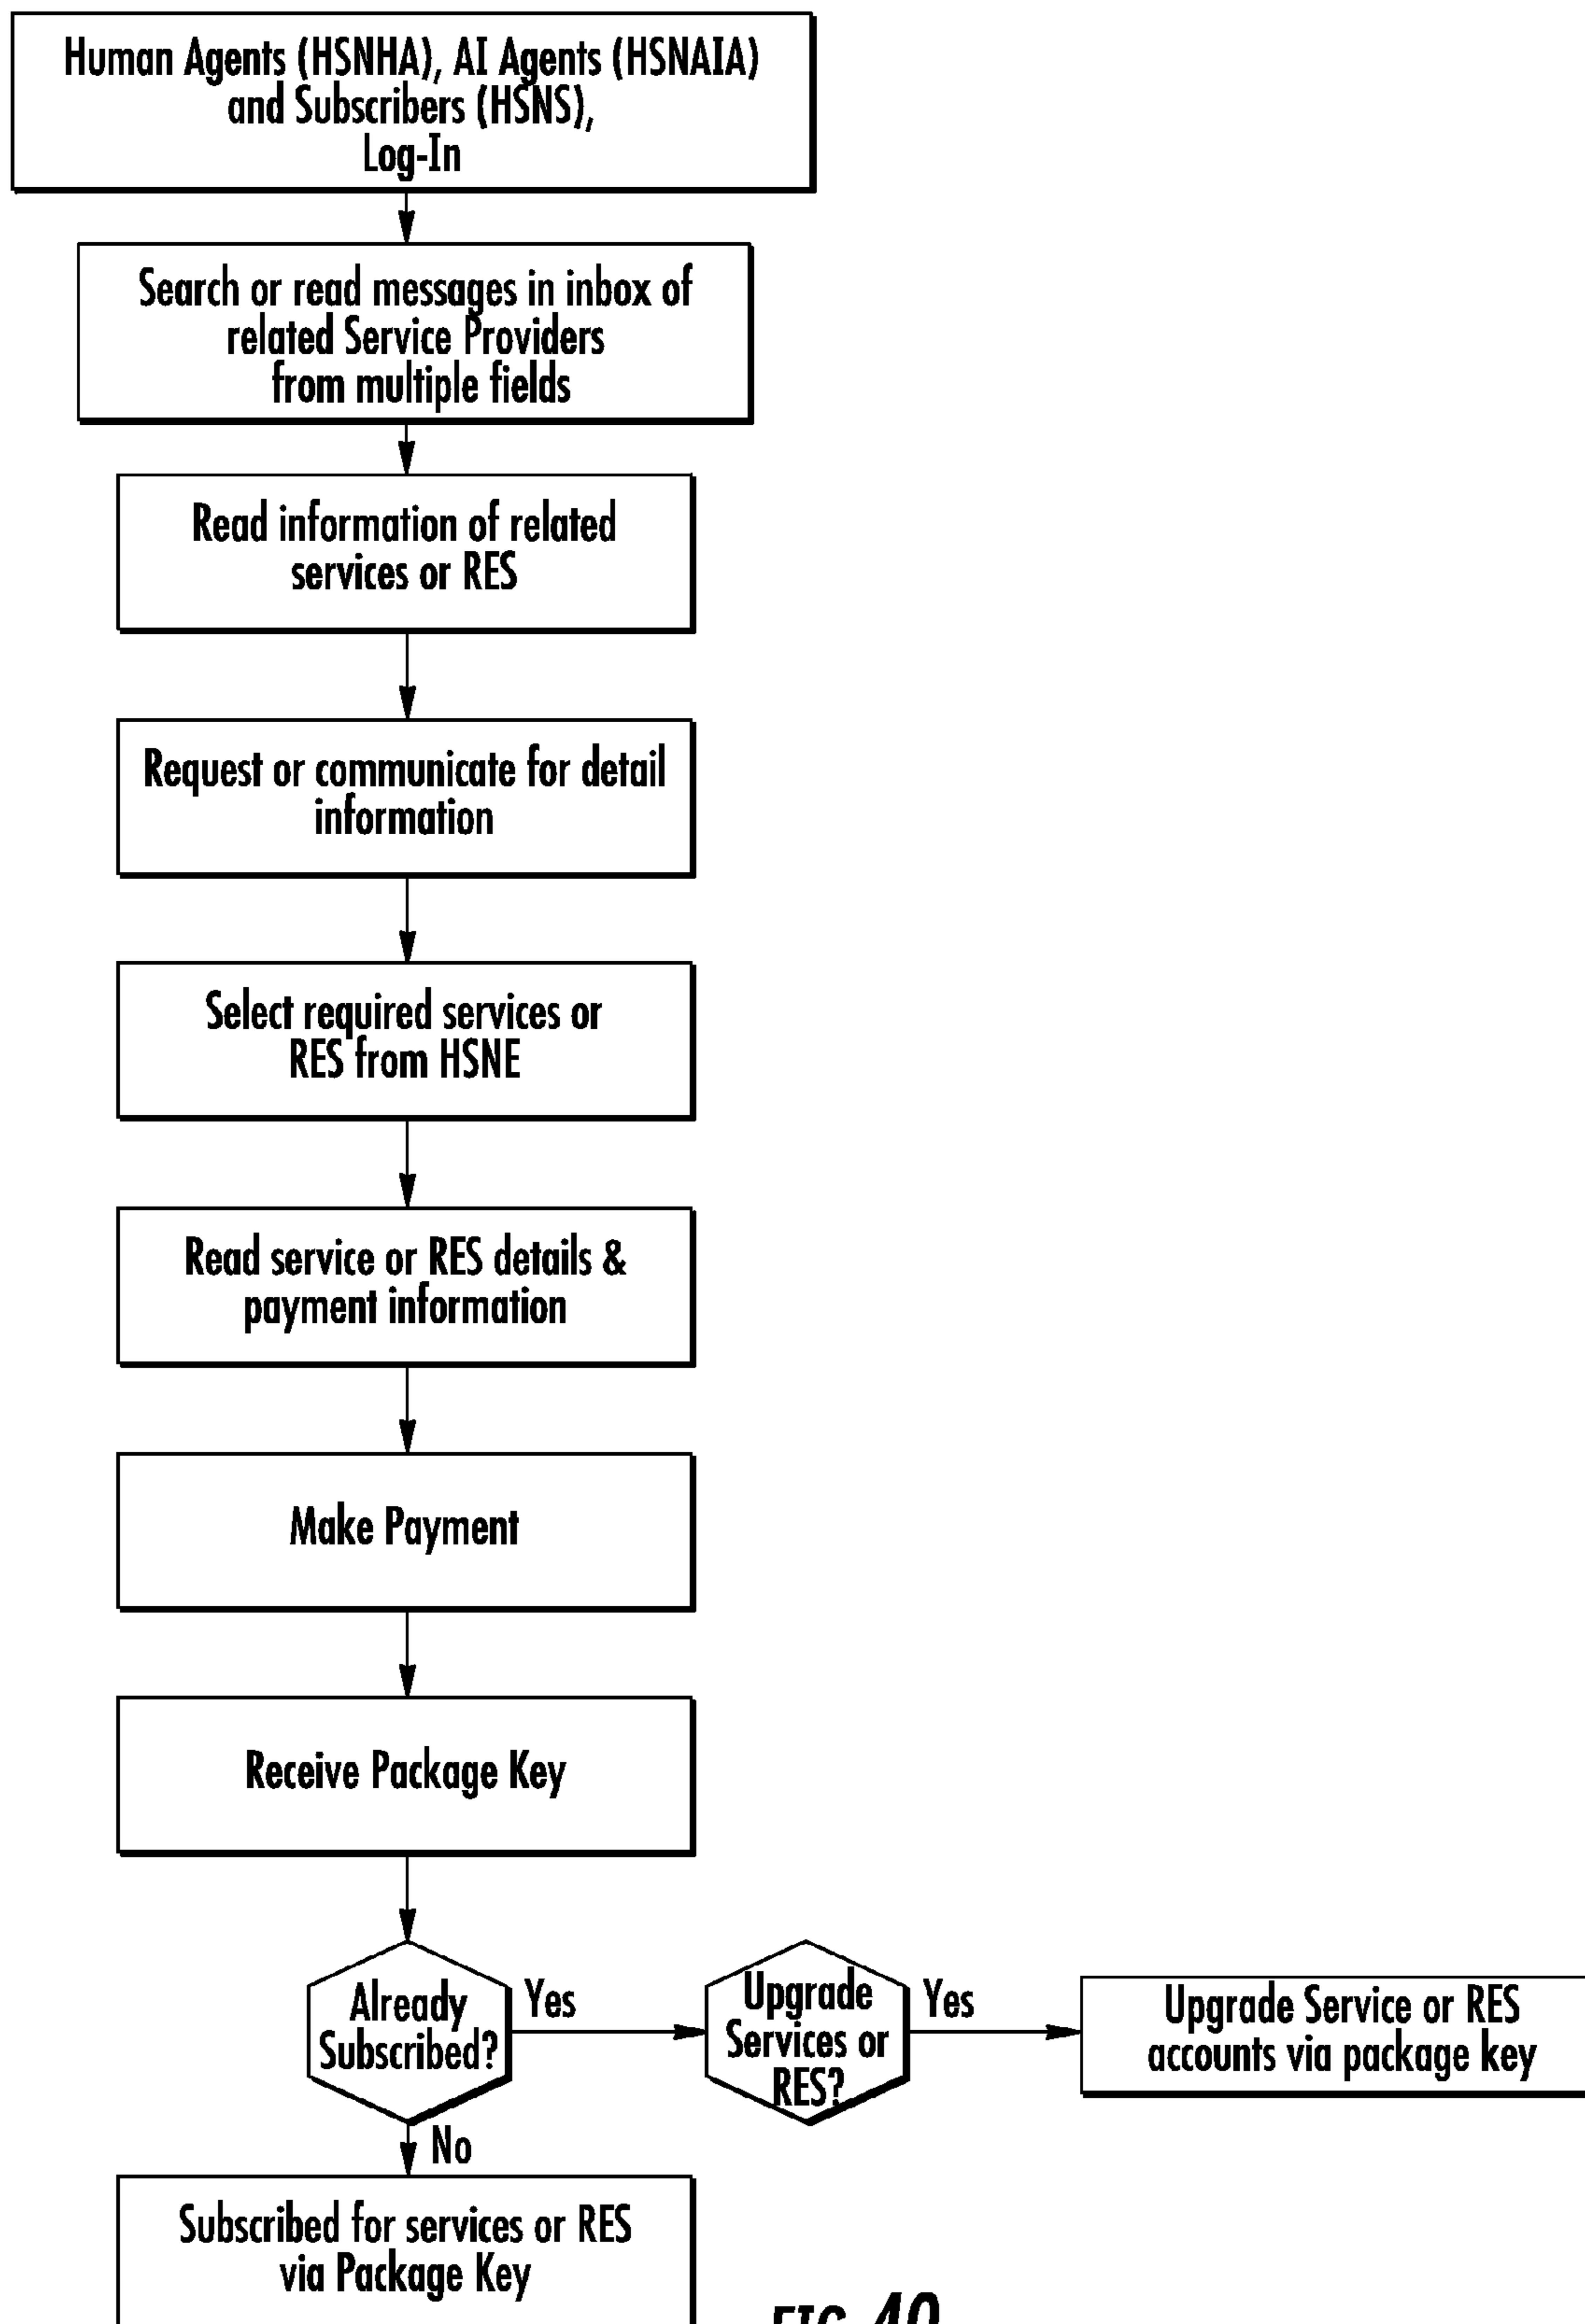 Human Agents (HSNHA), AI Agents (HSNAIA)
and Subscribers (HSNS),
Log-In
Search or read messages in inbox of
related Service Providers
from multiple fields
Read information of related
services or RES
Request or communicate for detail
information
Select required services or
RES from HSNE
Read service or RES details &
payment information
Make Payment
Receive Package Key
Already
Subscribed?
Yes
Upgrade
Services or
RES?
Yes
Upgrade Service or RES
accounts via package key
No
Subscribed for services or RES
via Package Key
FIG. 40